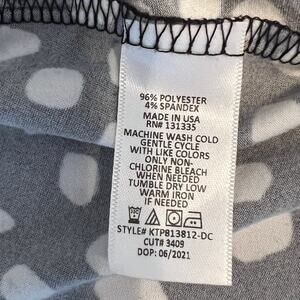 96% POLYESTER
4% SPANDEX
MADE IN USA
RN# 131335
MACHINE WASH COLD
GENTLE CYCLE
WITH LIKE COLORS
ONLY NON-
CHLORINE BLEACH
WHEN NEEDED
TUMBLE DRY LOW
WARM IRON
IF NEEDED
STYLE# KTP813812-DC
CUT# 3409
DOP: 06/2021